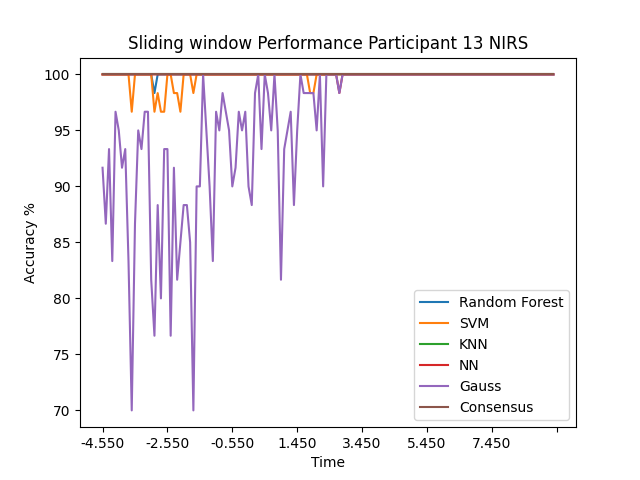 Sliding window Performance Participant 13 NIRS
100
95
90
85
80
75
70
Accuracy %
-4.550 -2.550 -0.550 1.450 3.450 5.450 7.450
Time
Random Forest
SVM
KNN
NN
Gauss
Consensus